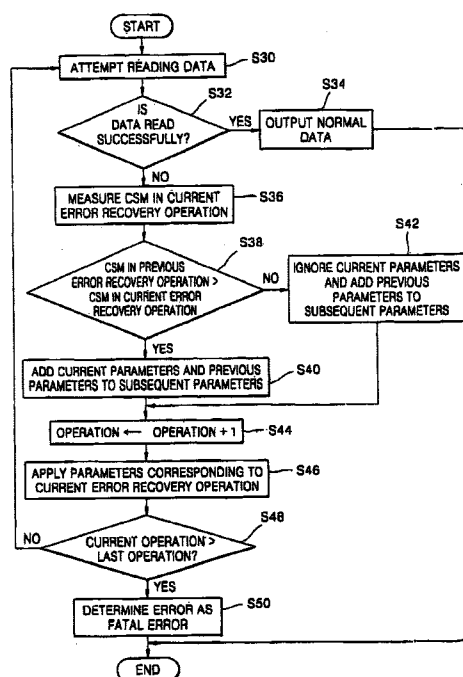 START
ATTEMPT READING DATA
S30
S32
IS
DATA READ
SUCCESSFULLY?
YES
S34
OUTPUT NORMAL
DATA
NO
MEASURE CSM IN CURRENT
ERROR RECOVERY OPERATION
S36
S38
CSM IN PREVIOUS
ERROR RECOVERY OPERATION >
CSM IN CURRENT ERROR
RECOVERY OPERATION
NO
S42
IGNORE CURRENT PARAMETERS
AND ADD PREVIOUS
PARAMETERS TO
SUBSEQUENT PARAMETERS
YES
ADD CURRENT PARAMETERS AND PREVIOUS
PARAMETERS TO SUBSEQUENT PARAMETERS
S40
OPERATION ← OPERATION + 1
S44
APPLY PARAMETERS CORRESPONDING TO
CURRENT ERROR RECOVERY OPERATION
S46
S48
NO
CURRENT OPERATION >
LAST OPERATION?
YES
DETERMINE ERROR AS
FATAL ERROR
S50
END